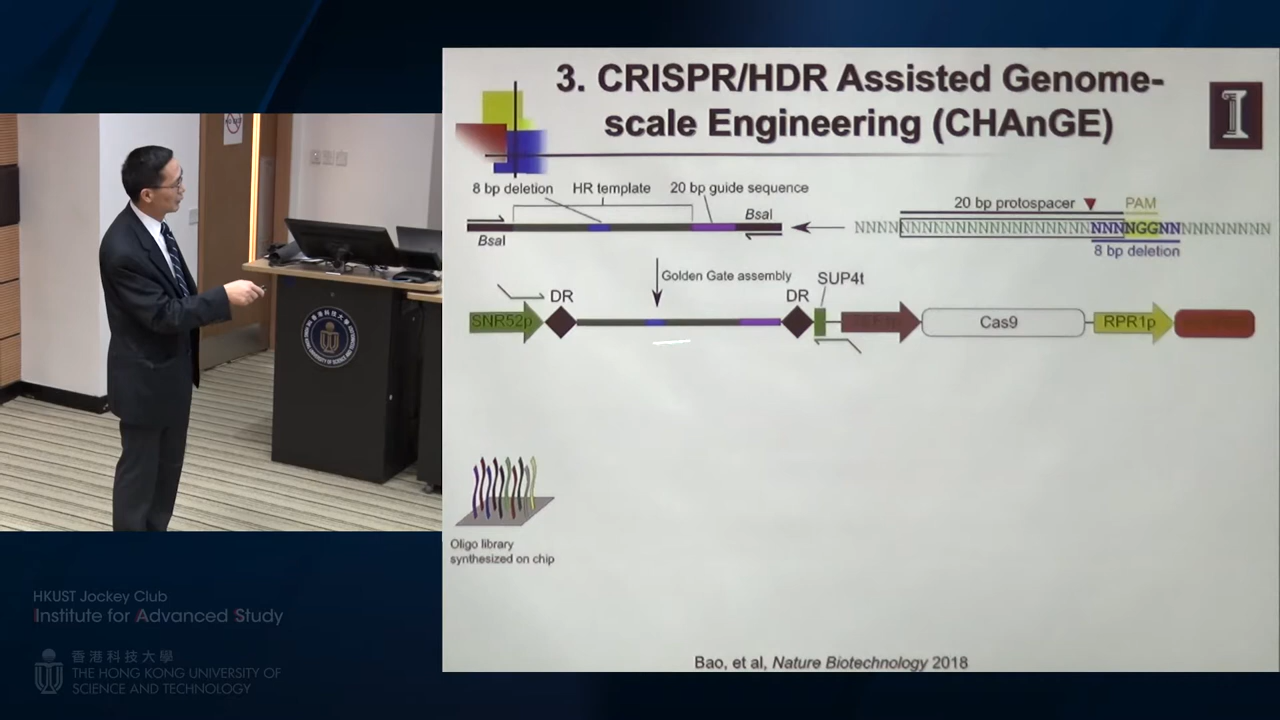 3. CRISPR/HDR Assisted Genome-
scale Engineering (CHAnGE)
8 bp deletion
HR template
20 bp guide sequence
BsaI
BsaI
20 bp protospacer
PAM
NNNNNNNNNNNNNNNNNNNNNNNNNGGNNNNNNNNNNN
8 bp deletion
Golden Gate assembly
SNR52p
DR
DR
SUP4t
Cas9
RPR1p
Oligo library
synthesized on chip
Bao, et al, Nature Biotechnology 2018
HKUST Jockey Club
Institute for Advanced Study
香港科技大學
THE HONG KONG UNIVERSITY OF
SCIENCE AND TECHNOLOGY